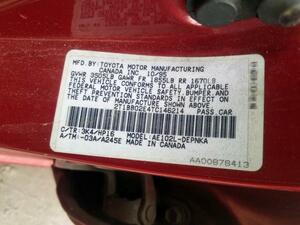 MFD. BY TOYOTA MOTOR MANUFACTURING
CANADA INC. 10/95
GVWR 3505LB GAWR FR 1855LB RR 1670LB
THIS VEHICLE CONFORMS TO ALL APPLICABLE
FEDERAL MOTOR VEHICLE SAFETY, BUMPER, AND
THEFT PREVENTION STANDARDS IN EFFECT ON
THE DATE OF MANUFACTURE SHOWN ABOVE.
2T1BB02E4TC146214 PASS. CAR
C/TR: 3K4/HP16 MODEL: AE102L-DEPNKA
A/TM: -03A/A245E MADE IN CANADA
AA00878413